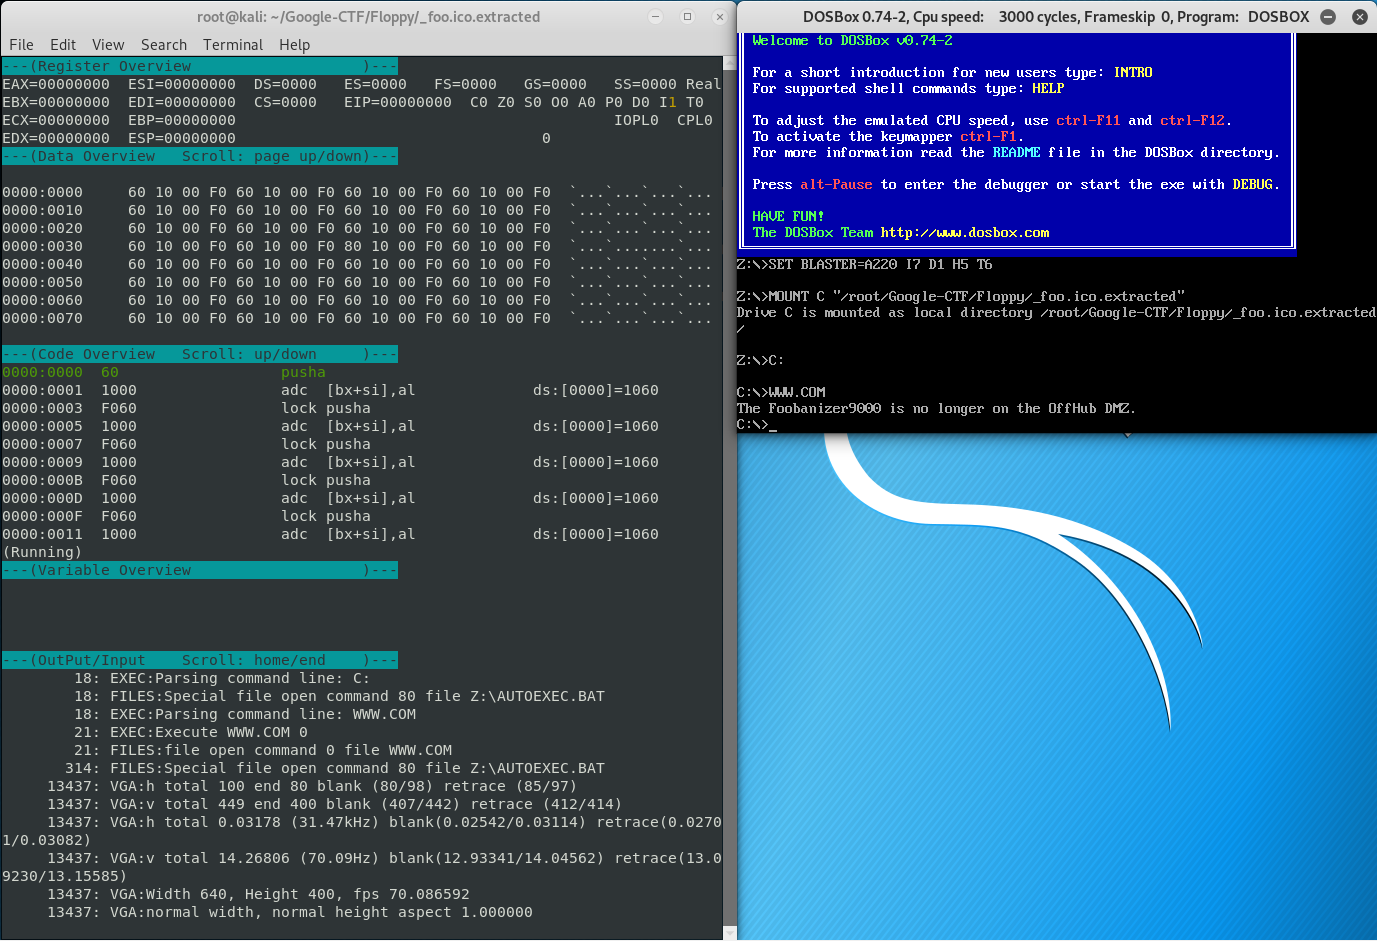 root@kali: ~/Google-CTF/Floppy/_foo.ico.extracted
File Edit View Search Terminal Help
---(Register Overview )---
EAX=00000000 ESI=00000000 DS=0000 ES=0000 FS=0000 GS=0000 SS=0000 Real
EBX=00000000 EDI=00000000 CS=0000 EIP=00000000 C0 Z0 S0 O0 A0 P0 D0 I1 T0
ECX=00000000 EBP=00000000 IOPL0 CPL0
EDX=00000000 ESP=00000000 0
---(Data Overview Scroll: page up/down)---
0000:0000 60 10 00 F0 60 10 00 F0 60 10 00 F0 60 10 00 F0 `...`...`...`...
0000:0010 60 10 00 F0 60 10 00 F0 60 10 00 F0 60 10 00 F0 `...`...`...`...
0000:0020 60 10 00 F0 60 10 00 F0 60 10 00 F0 60 10 00 F0 `...`...`...`...
0000:0030 60 10 00 F0 60 10 00 F0 80 10 00 F0 60 10 00 F0 `...`.......`...
0000:0040 60 10 00 F0 60 10 00 F0 60 10 00 F0 60 10 00 F0 `...`...`...`...
0000:0050 60 10 00 F0 60 10 00 F0 60 10 00 F0 60 10 00 F0 `...`...`...`...
0000:0060 60 10 00 F0 60 10 00 F0 60 10 00 F0 60 10 00 F0 `...`...`...`...
0000:0070 60 10 00 F0 60 10 00 F0 60 10 00 F0 60 10 00 F0 `...`...`...`...
---(Code Overview Scroll: up/down )---
0000:0000 60 pusha
0000:0001 1000 adc [bx+si],al ds:[0000]=1060
0000:0003 F060 lock pusha
0000:0005 1000 adc [bx+si],al ds:[0000]=1060
0000:0007 F060 lock pusha
0000:0009 1000 adc [bx+si],al ds:[0000]=1060
0000:000B F060 lock pusha
0000:000D 1000 adc [bx+si],al ds:[0000]=1060
0000:000F F060 lock pusha
0000:0011 1000 adc [bx+si],al ds:[0000]=1060
(Running)
---(Variable Overview )---
---(OutPut/Input Scroll: home/end )---
18: EXEC:Parsing command line: C:
18: FILES:Special file open command 80 file Z:\AUTOEXEC.BAT
18: EXEC:Parsing command line: WWW.COM
21: EXEC:Execute WWW.COM 0
21: FILES:file open command 0 file WWW.COM
314: FILES:Special file open command 80 file Z:\AUTOEXEC.BAT
13437: VGA:h total 100 end 80 blank (80/98) retrace (85/97)
13437: VGA:v total 449 end 400 blank (407/442) retrace (412/414)
13437: VGA:h total 0.03178 (31.47kHz) blank(0.02542/0.03114) retrace(0.0270
1/0.03082)
13437: VGA:v total 14.26806 (70.09Hz) blank(12.93341/14.04562) retrace(13.0
9230/13.15585)
13437: VGA:Width 640, Height 400, fps 70.086592
13437: VGA:normal width, normal height aspect 1.000000
DOSBox 0.74-2, Cpu speed: 3000 cycles, Frameskip 0, Program: DOSBOX
Welcome to DOSBox v0.74-2
For a short introduction for new users type: INTRO
For supported shell commands type: HELP
To adjust the emulated CPU speed, use ctrl-F11 and ctrl-F12.
To activate the keymapper ctrl-F1.
For more information read the README file in the DOSBox directory.
Press alt-Pause to enter the debugger or start the exe with DEBUG.
HAVE FUN!
The DOSBox Team http://www.dosbox.com
Z:\>SET BLASTER=A220 I7 D1 H5 T6
Z:\>MOUNT C "/root/Google-CTF/Floppy/_foo.ico.extracted"
Drive C is mounted as local directory /root/Google-CTF/Floppy/_foo.ico.extracted
/
Z:\>C:
C:\>WWW.COM
The Foobanizer9000 is no longer on the OffHub DMZ.
C:\>_